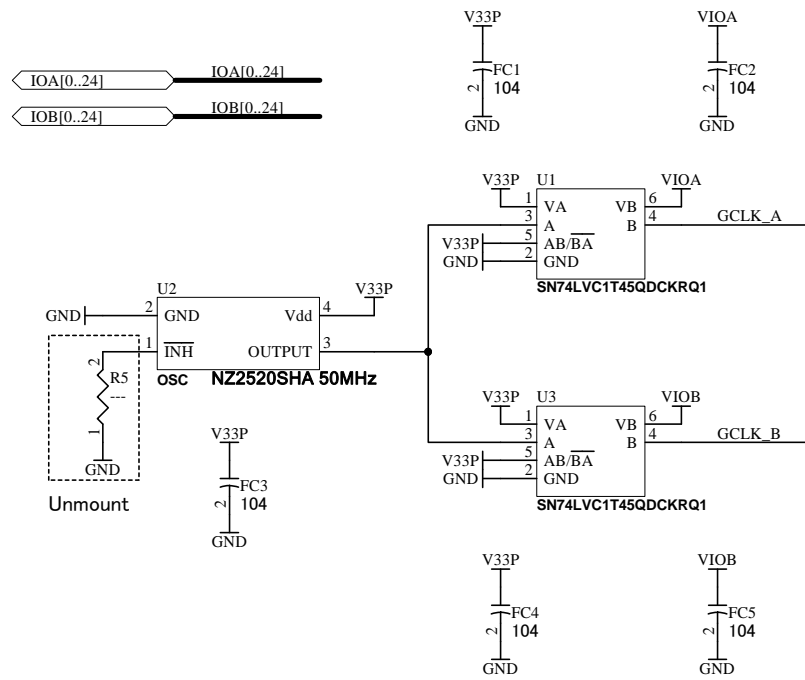 V33P
VIOA
IOA[0..24]
IOA[0..24]
FC1
104
2
GND
FC2
104
2
GND
IOB[0..24]
IOB[0..24]
U1
V33P
1 VA
VB 6
VIOA
3 A
B 4
GCLK_A
V33P 5 AB/BA
GND 2 GND
SN74LVC1T45QDCKRQ1
U2
V33P
GND 2 GND
Vdd 4
1 INH
OUTPUT 3
OSC NZ2520SHA 50MHz
2
R5
---
1
GND
Unmount
V33P
FC3
104
2
GND
U3
V33P
1 VA
VB 6
VIOB
3 A
B 4
GCLK_B
V33P 5 AB/BA
GND 2 GND
SN74LVC1T45QDCKRQ1
V33P
FC4
104
2
GND
VIOB
FC5
104
2
GND